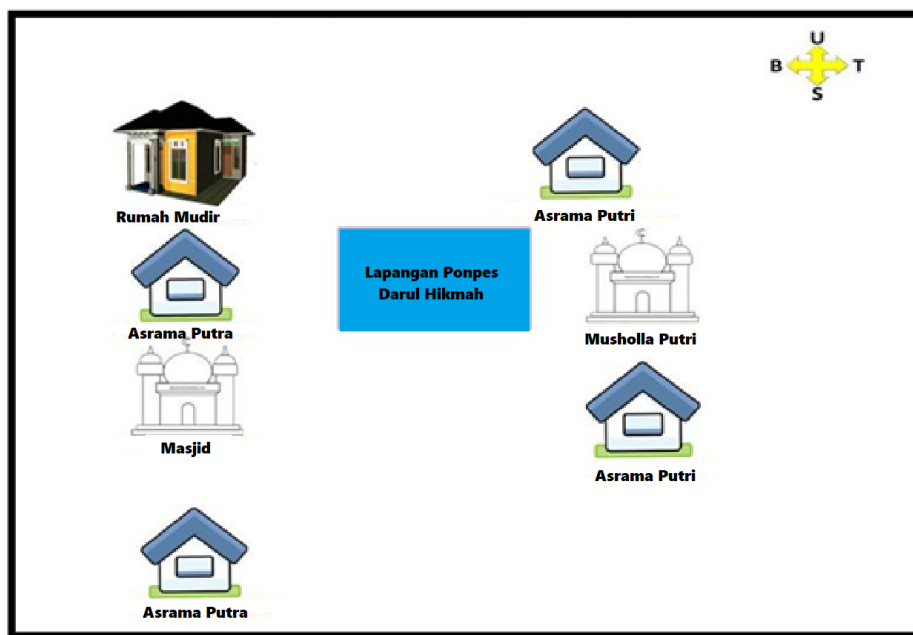 U
B T
S
Rumah Mudir
Asrama Putri
Lapangan Ponpes
Darul Hikmah
Asrama Putra
Musholla Putri
Masjid
Asrama Putri
Asrama Putra